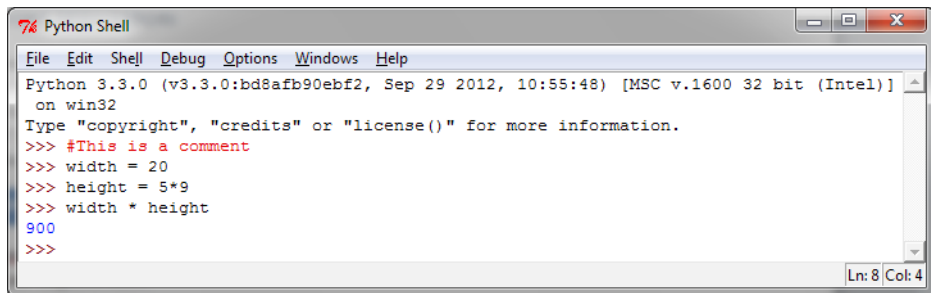 Python Shell
File Edit Shell Debug Options Windows Help
Python 3.3.0 (v3.3.0:bd8afb90ebf2, Sep 29 2012, 10:55:48) [MSC v.1600 32 bit (Intel)]
 on win32
Type "copyright", "credits" or "license()" for more information.
>>> #This is a comment
>>> width = 20
>>> height = 5*9
>>> width * height
900
>>>
Ln: 8 Col: 4